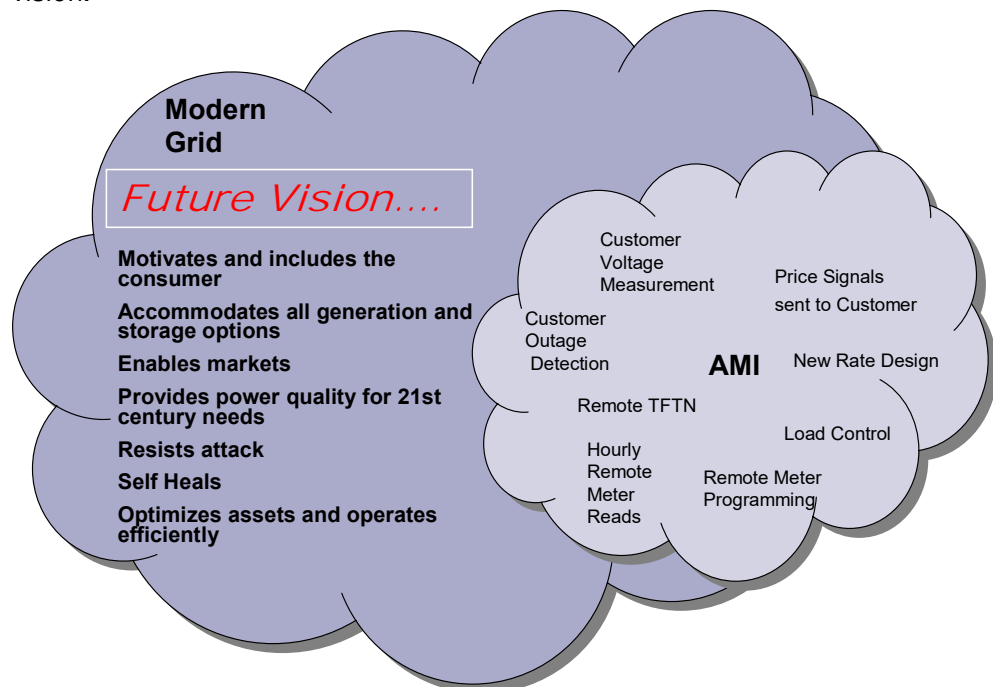 vision.
Modern
Grid
Future Vision....
Motivates and includes the
consumer
Accommodates all generation and
storage options
Enables markets
Provides power quality for 21st
century needs
Resists attack
Self Heals
Optimizes assets and operates
efficiently
Customer
Voltage
Measurement
Price Signals
sent to Customer
Customer
Outage
Detection
AMI
New Rate Design
Remote TFTN
Load Control
Hourly
Remote
Meter
Reads
Remote Meter
Programming